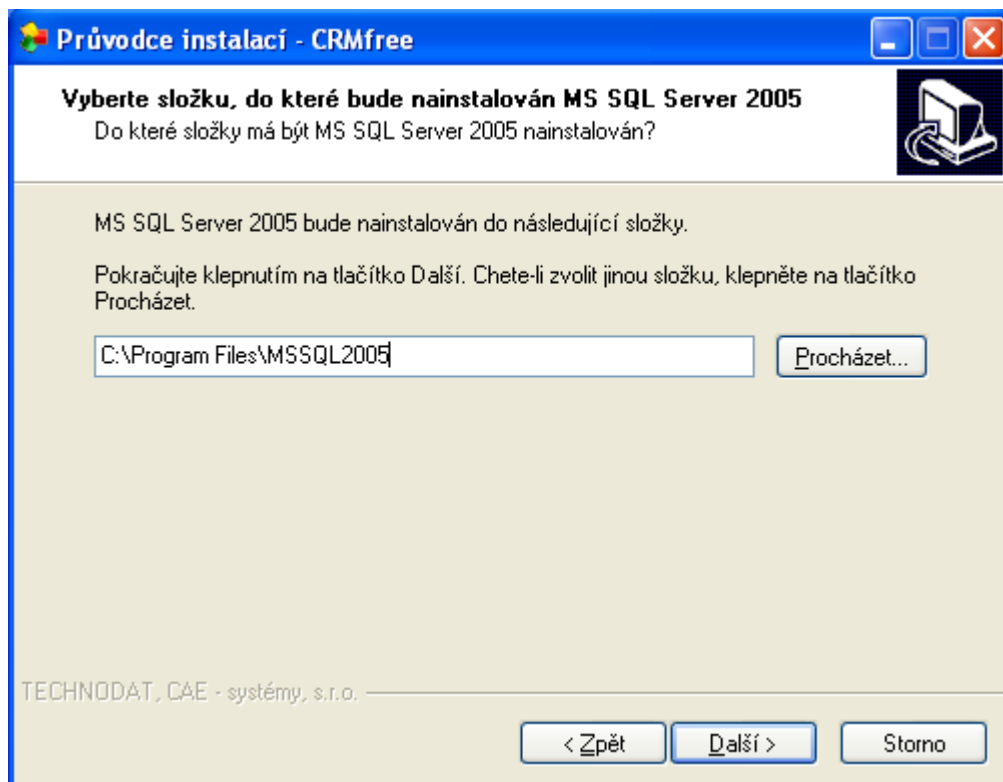 Průvodce instalací - CRMfree
Vyberte složku, do které bude nainstalován MS SQL Server 2005
Do které složky má být MS SQL Server 2005 nainstalován?
MS SQL Server 2005 bude nainstalován do následující složky.
Pokračujte klepnutím na tlačítko Další. Chete-li zvolit jinou složku, klepněte na tlačítko
Procházet.
C:\Program Files\MSSQL2005
Procházet...
TECHNODAT, CAE - systémy, s.r.o.
< Zpět
Další >
Storno